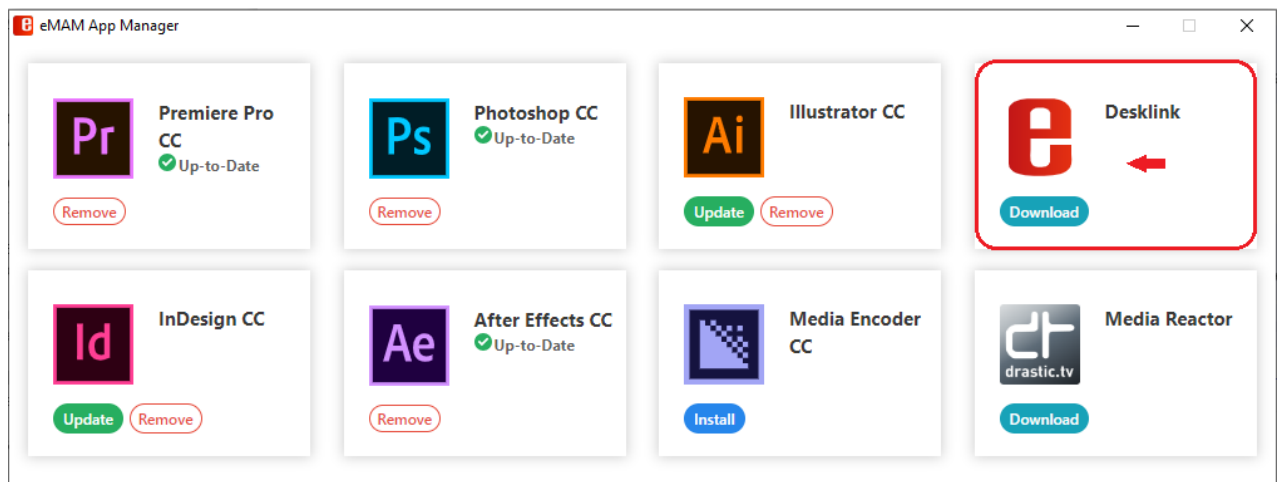 eMAM App Manager
Pr
Premiere Pro
CC
Up-to-Date
Remove
Ps
Photoshop CC
Up-to-Date
Remove
Ai
Illustrator CC
Update Remove
e
Desklink
Download
Id
InDesign CC
Update Remove
Ae
After Effects CC
Up-to-Date
Remove
Media Encoder
CC
Install
drastic.tv
Media Reactor
Download